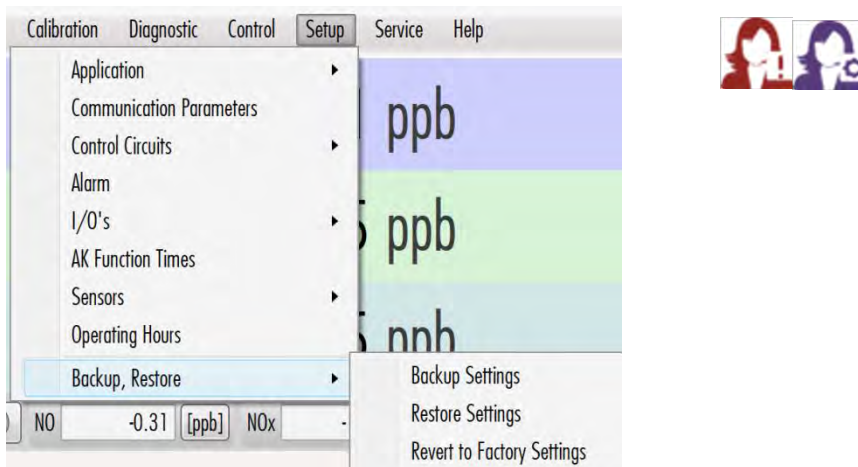 Calibration Diagnostic Control Setup Service Help
Application
Communication Parameters
Control Circuits
Alarm
I/O's
AK Function Times
Sensors
Operating Hours
Backup, Restore
Backup Settings
Restore Settings
Revert to Factory Settings
ppb
ppb
ppb
NO -0.31 [ppb] NOx -